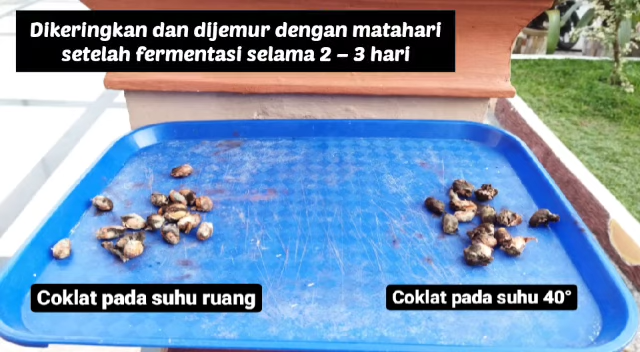 Dikeringkan dan dijemur dengan matahari
setelah fermentasi selama 2 – 3 hari
Coklat pada suhu ruang
Coklat pada suhu 40°